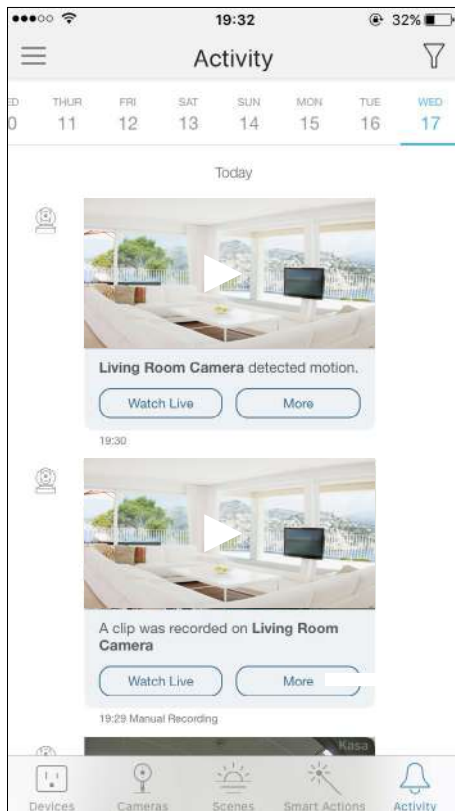 19:32
32%
Activity
ED THUR FRI SAT SUN MON TUE WED
0 11 12 13 14 15 16 17
Today
Living Room Camera detected motion.
Watch Live More
19:30
A clip was recorded on Living Room
Camera
Watch Live More
19:29 Manual Recording
Kasa
Devices Cameras Scenes Smart Actions Activity